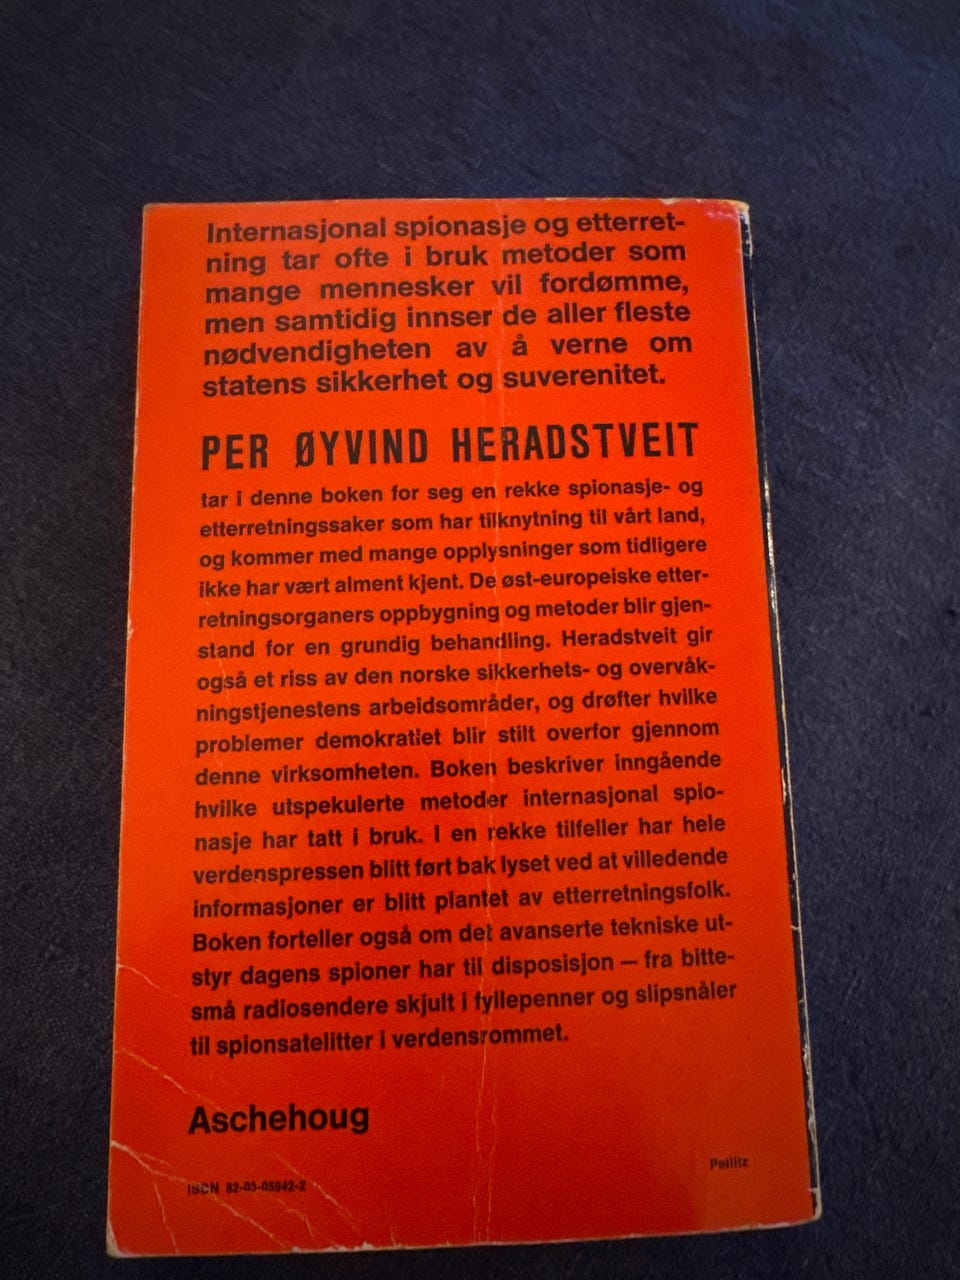 Internasjonal spionasje og etterret-
ning tar ofte i bruk metoder som
mange mennesker vil fordømme,
men samtidig innser de aller fleste
nødvendigheten av å verne om
statens sikkerhet og suverenitet.
PER ØYVIND HERADSTVEIT
tar i denne boken for seg en rekke spionasje- og
etterretningssaker som har tilknytning til vårt land,
og kommer med mange opplysninger som tidligere
ikke har vært alment kjent. De øst-europeiske etter-
retningsorganers oppbygning og metoder blir gjen-
stand for en grundig behandling. Heradstveit gir
også et riss av den norske sikkerhets- og overvåk-
ningstjenestens arbeidsområder, og drøfter hvilke
problemer demokratiet blir stilt overfor gjennom
denne virksomheten. Boken beskriver inngående
hvilke utspekulerte metoder internasjonal spio-
nasje har tatt i bruk. I en rekke tilfeller har hele
verdenspressen blitt ført bak lyset ved at villedende
informasjoner er blitt plantet av etterretningsfolk.
Boken forteller også om det avanserte tekniske ut-
styr dagens spioner har til disposisjon — fra bitte-
små radiosendere skjult i fyllepenner og slipsnåler
til spionsatelitter i verdensrommet.
Aschehoug
Pollitz
ISBN 82-03-05942-2